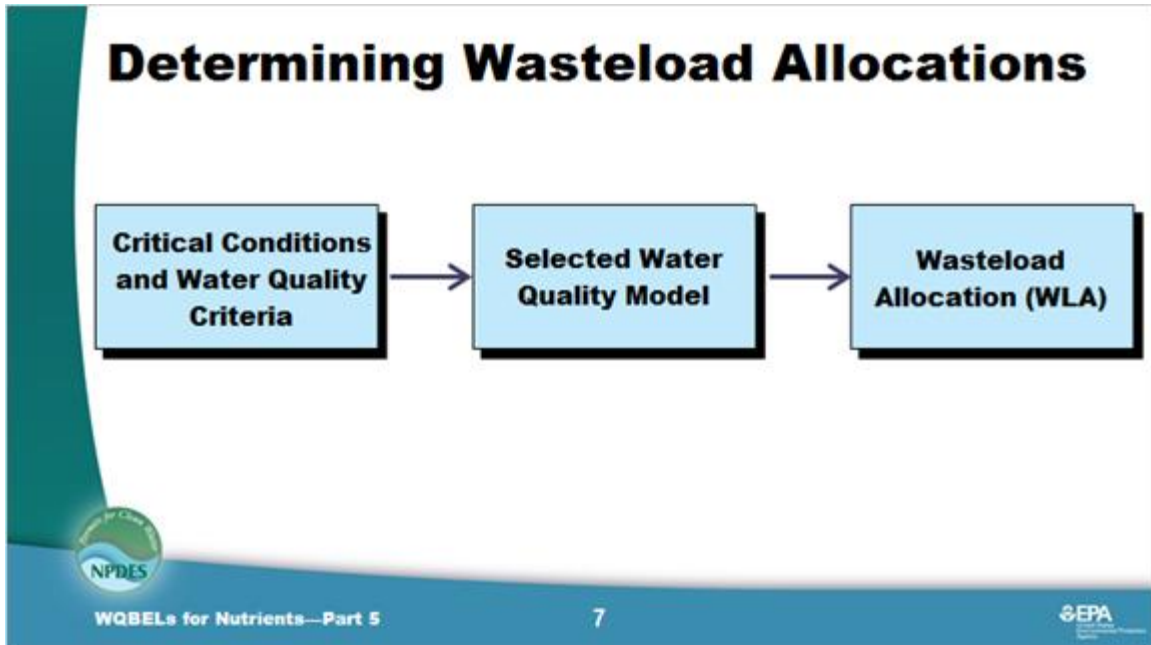 Determining Wasteload Allocations
Critical Conditions
and Water Quality
Criteria
Selected Water
Quality Model
Wasteload
Allocation (WLA)
NPDES
WQBELs for Nutrients—Part 5
7
EPA